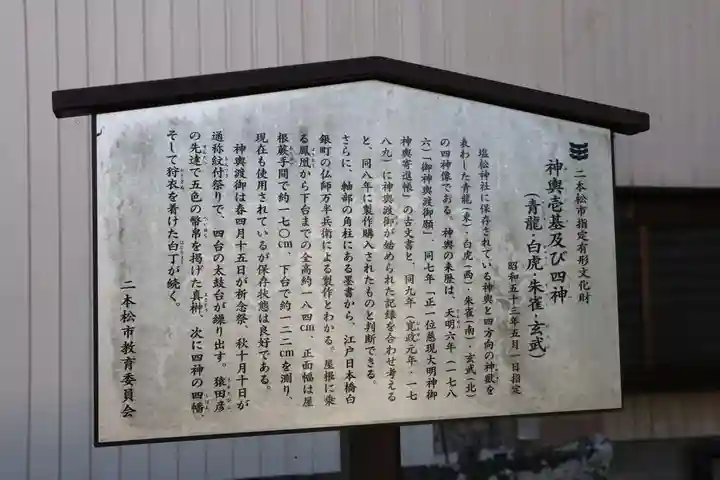 二本松市指定有形文化財
神輿壱基及び四神
(青龍・白虎・朱雀・玄武)
昭和五十三年五月一日指定
塩松神社に保存されている神輿と四方向の神獣を
表わした青龍(東)・白虎(西)・朱雀(南)・玄武(北)
の四神像である。神輿の来歴は、天明六年(一七八
六)「御神輿渡御願」、同七年「正一位慈現大明神御
神輿寄進帳」の古文書と、同九年(寛政元年・一七
八九)に神輿渡御が始められた記録を合わせ考える
と、同八年に製作購入されたものと判断できる。
さらに、軸部の角柱にある墨書から、江戸日本橋白
銀町の仏師万半兵衛による製作とわかる。屋根に乗
る鳳凰から下台までの全高約一八四cm、正面幅は屋
根蕨手間で約一七〇cm、下台で約一二二cmを測り、
現在も使用されているが保存状態は良好である。
神輿渡御は春四月十五日が祈念祭、秋十月十日が
通称紋付祭りで、四台の太鼓台が繰り出す。猿田彦
の先達で五色の幣帛を掲げた真榊、次に四神の四幡、
そして狩衣を着けた白丁が続く。
二本松市教育委員会